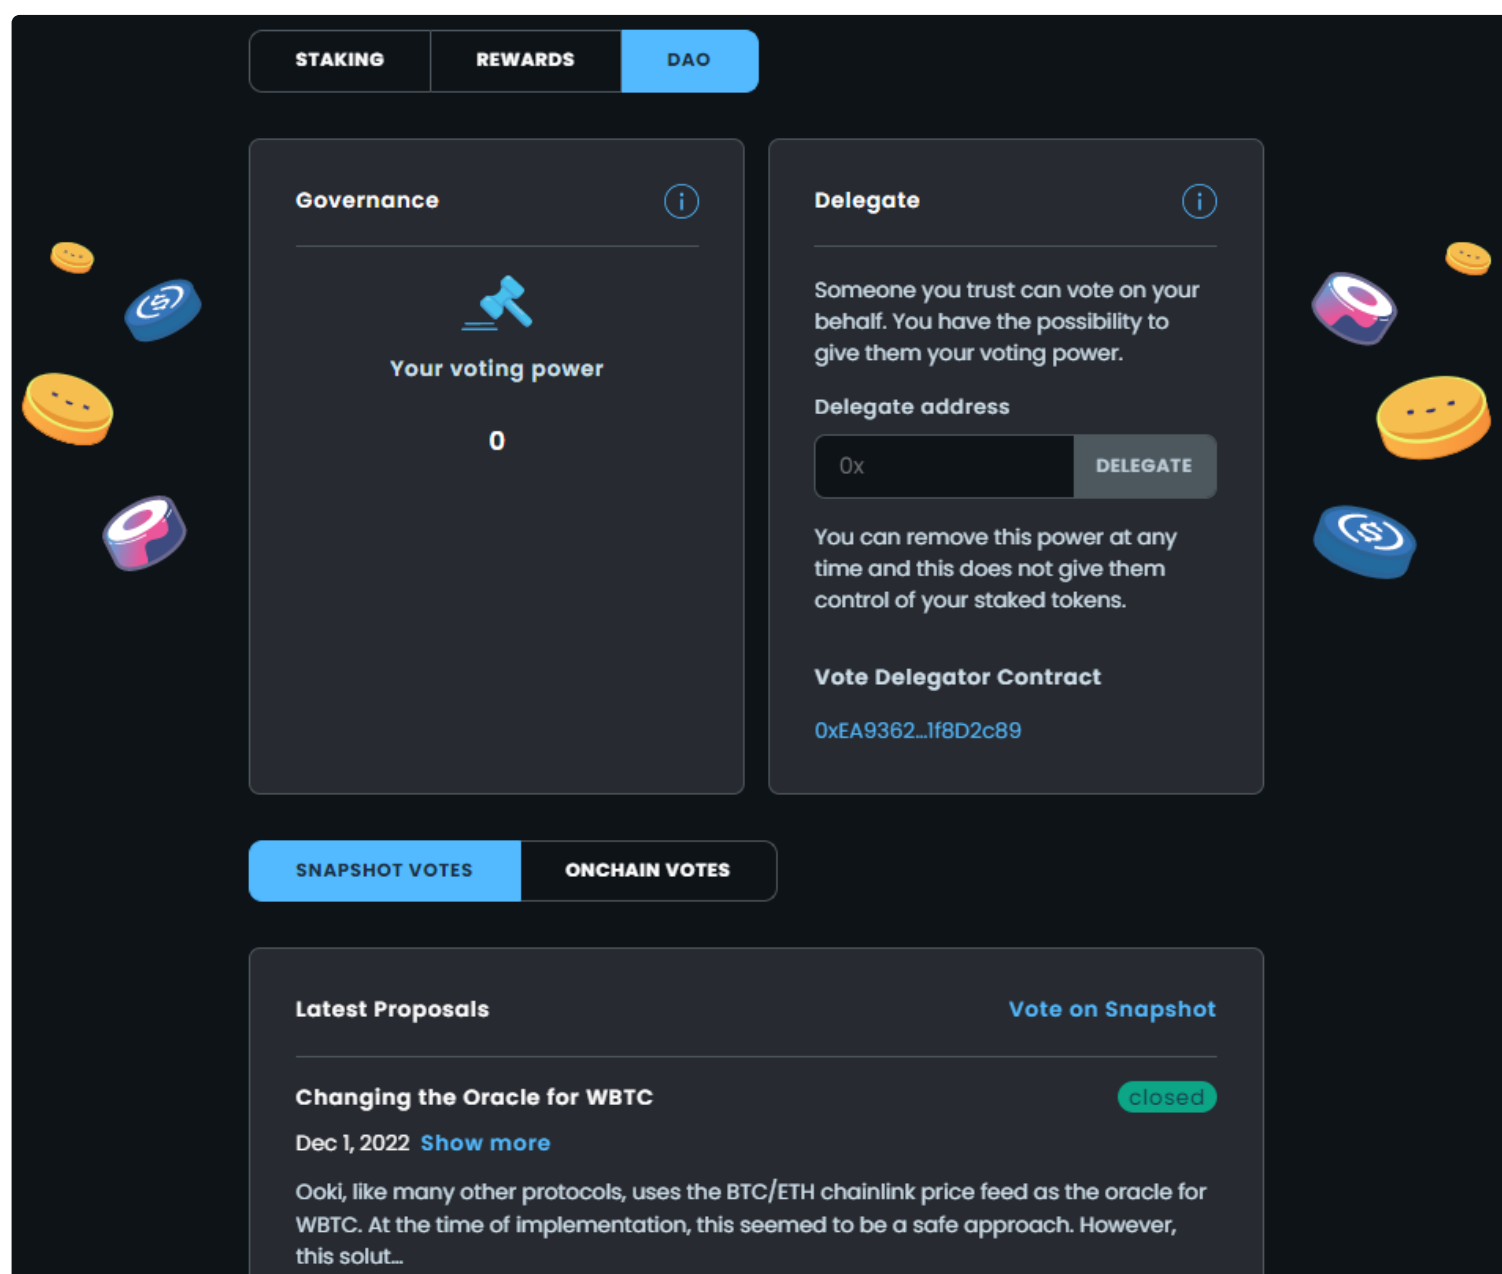 STAKING
REWARDS
DAO
Governance
Your voting power
0
Delegate
Someone you trust can vote on your
behalf. You have the possibility to
give them your voting power.
Delegate address
0x
DELEGATE
You can remove this power at any
time and this does not give them
control of your staked tokens.
Vote Delegator Contract
0xEA9362...1f8D2c89
SNAPSHOT VOTES
ONCHAIN VOTES
Latest Proposals
Vote on Snapshot
Changing the Oracle for WBTC
closed
Dec 1, 2022 Show more
Ooki, like many other protocols, uses the BTC/ETH chainlink price feed as the oracle for
WBTC. At the time of implementation, this seemed to be a safe approach. However,
this solut...